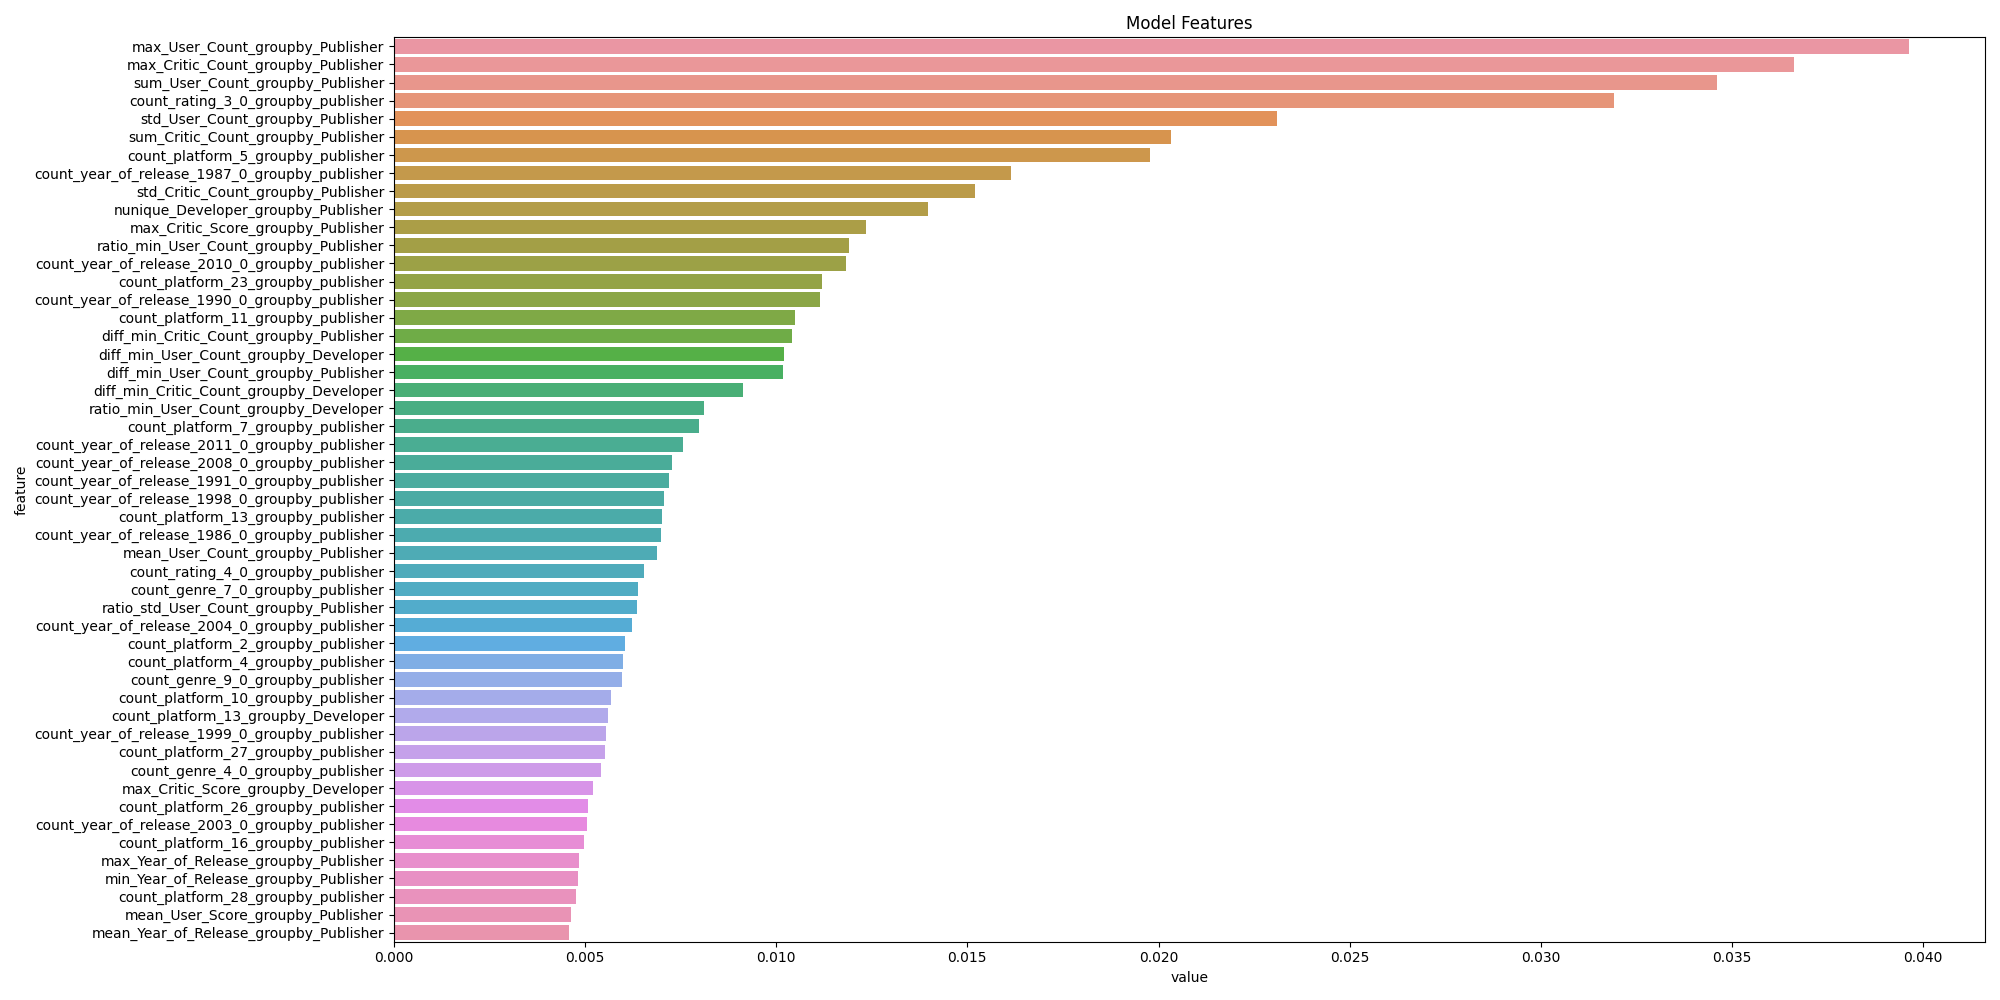 Model Features
max_User_Count_groupby_Publisher
max_Critic_Count_groupby_Publisher
sum_User_Count_groupby_Publisher
count_rating_3_0_groupby_publisher
std_User_Count_groupby_Publisher
sum_Critic_Count_groupby_Publisher
count_platform_5_groupby_publisher
count_year_of_release_1987_0_groupby_publisher
std_Critic_Count_groupby_Publisher
nunique_Developer_groupby_Publisher
max_Critic_Score_groupby_Publisher
ratio_min_User_Count_groupby_Publisher
count_year_of_release_2010_0_groupby_publisher
count_platform_23_groupby_publisher
count_year_of_release_1990_0_groupby_publisher
count_platform_11_groupby_publisher
diff_min_Critic_Count_groupby_Publisher
diff_min_User_Count_groupby_Developer
diff_min_User_Count_groupby_Publisher
diff_min_Critic_Count_groupby_Developer
ratio_min_User_Count_groupby_Developer
count_platform_7_groupby_publisher
count_year_of_release_2011_0_groupby_publisher
count_year_of_release_2008_0_groupby_publisher
count_year_of_release_1991_0_groupby_publisher
count_year_of_release_1998_0_groupby_publisher
count_platform_13_groupby_publisher
count_year_of_release_1986_0_groupby_publisher
mean_User_Count_groupby_Publisher
count_rating_4_0_groupby_publisher
count_genre_7_0_groupby_publisher
ratio_std_User_Count_groupby_Publisher
count_year_of_release_2004_0_groupby_publisher
count_platform_2_groupby_publisher
count_platform_4_groupby_publisher
count_genre_9_0_groupby_publisher
count_platform_10_groupby_publisher
count_platform_13_groupby_Developer
count_year_of_release_1999_0_groupby_publisher
count_platform_27_groupby_publisher
count_genre_4_0_groupby_publisher
max_Critic_Score_groupby_Developer
count_platform_26_groupby_publisher
count_year_of_release_2003_0_groupby_publisher
count_platform_16_groupby_publisher
max_Year_of_Release_groupby_Publisher
min_Year_of_Release_groupby_Publisher
count_platform_28_groupby_publisher
mean_User_Score_groupby_Publisher
mean_Year_of_Release_groupby_Publisher
feature
0.000 0.005 0.010 0.015 0.020 0.025 0.030 0.035 0.040
value